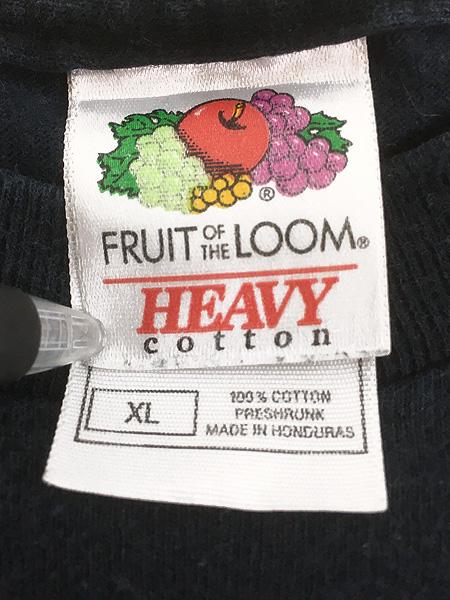 ®
FRUIT OF THE LOOM®
HEAVY
cotton
XL
100% COTTON
PRESHRUNK
MADE IN HONDURAS